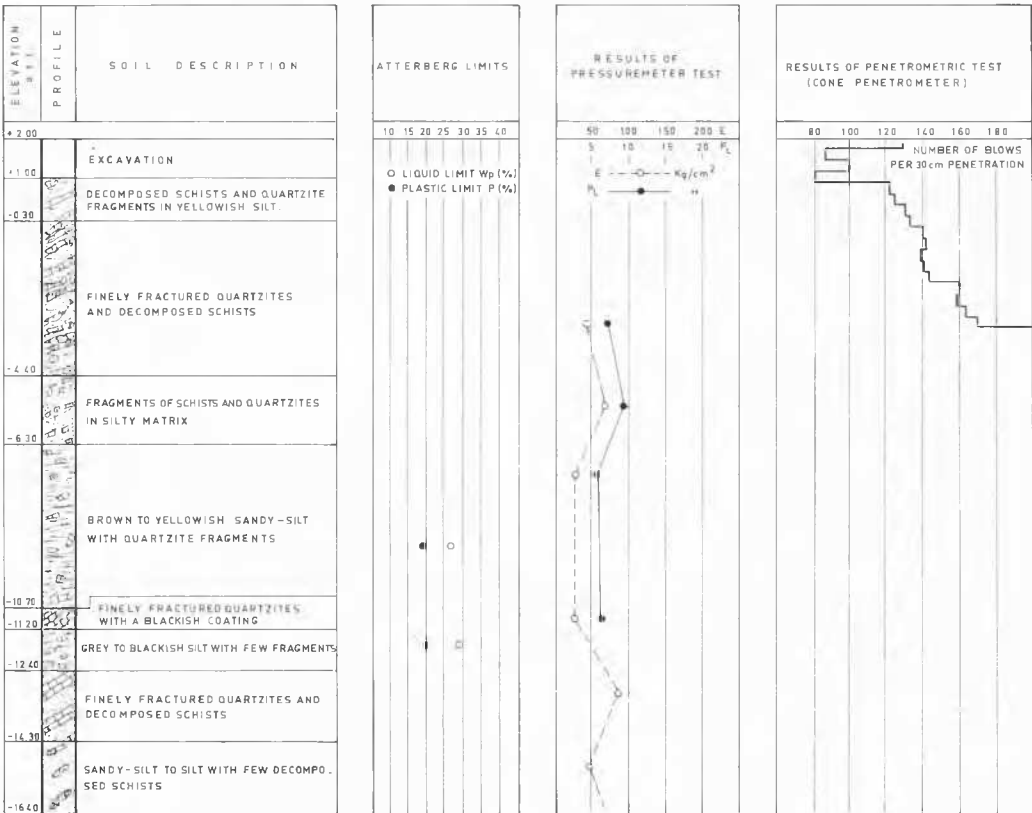 ELEVATION
PROFILE
SOIL DESCRIPTION
ATTERBERG LIMITS
RESULTS OF
PRESSUREMETER TEST
RESULTS OF PENETROMETRIC TEST
(CONE PENETROMETER)
+ 2.00
10 15 20 25 30 35 40
50 100 150 200 E
5 10 15 20 PL
80 100 120 140 160 180
EXCAVATION
○ LIQUID LIMIT Wp (%)
● PLASTIC LIMIT P (%)
E Kg/cm2
PL "
NUMBER OF BLOWS
PER 30cm PENETRATION
+1.00
DECOMPOSED SCHISTS AND QUARTZITE
FRAGMENTS IN YELLOWISH SILT.
-0.30
FINELY FRACTURED QUARTZITES
AND DECOMPOSED SCHISTS
-4.40
FRAGMENTS OF SCHISTS AND QUARTZITES
IN SILTY MATRIX
-6.30
BROWN TO YELLOWISH SANDY-SILT
WITH QUARTZITE FRAGMENTS
-10.70
FINELY FRACTURED QUARTZITES
WITH A BLACKISH COATING
-11.20
GREY TO BLACKISH SILT WITH FEW FRAGMENTS
-12.40
FINELY FRACTURED QUARTZITES AND
DECOMPOSED SCHISTS
-14.30
SANDY-SILT TO SILT WITH FEW DECOMPO.
SED SCHISTS
-16.40